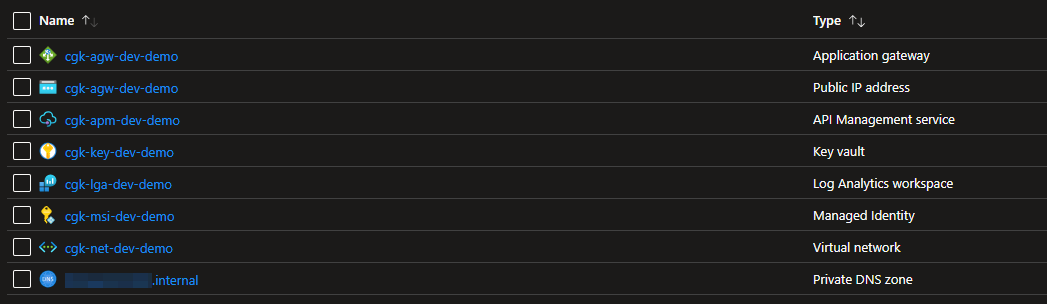 Name ↑↓ Type ↑↓
cgk-agw-dev-demo Application gateway
cgk-agw-dev-demo Public IP address
cgk-apm-dev-demo API Management service
cgk-key-dev-demo Key vault
cgk-lga-dev-demo Log Analytics workspace
cgk-msi-dev-demo Managed Identity
cgk-net-dev-demo Virtual network
DNS .internal Private DNS zone